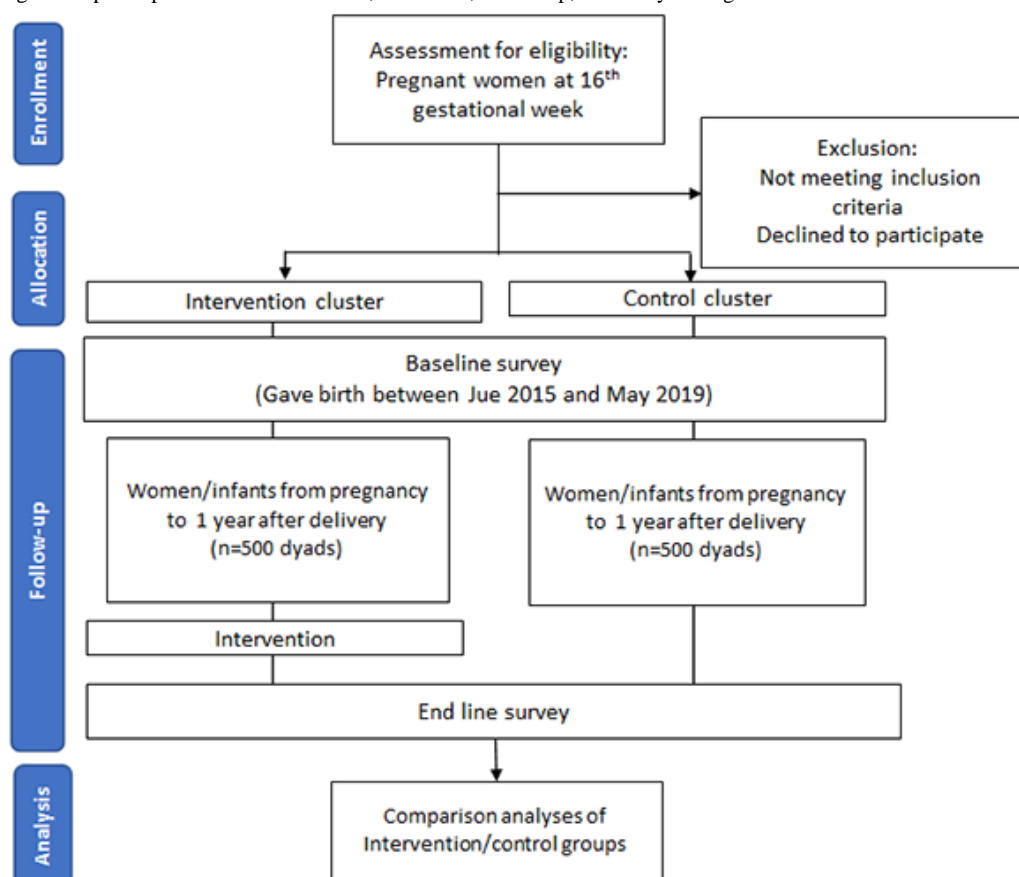 Enrollment
Assessment for eligibility:
Pregnant women at 16th
gestational week
Exclusion:
Not meeting inclusion
criteria
Declined to participate
Allocation
Intervention cluster
Control cluster
Follow-up
Baseline survey
(Gave birth between Jue 2015 and May 2019)
Women/infants from pregnancy
to 1 year after delivery
(n=500 dyads)
Women/infants from pregnancy
to 1 year after delivery
(n=500 dyads)
Intervention
End line survey
Analysis
Comparison analyses of
Intervention/control groups